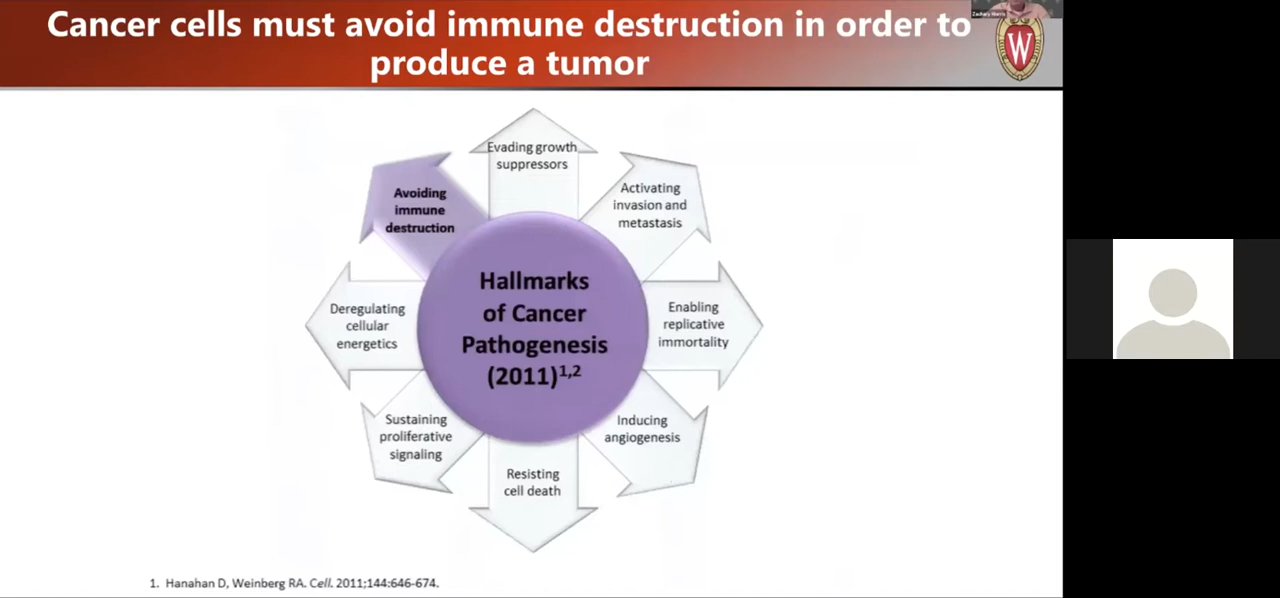 Cancer cells must avoid immune destruction in order to
produce a tumor
Zachary Morris
W
Evading growth
suppressors
Activating
invasion and
metastasis
Enabling
replicative
immortality
Inducing
angiogenesis
Resisting
cell death
Sustaining
proliferative
signaling
Deregulating
cellular
energetics
Avoiding
immune
destruction
Hallmarks
of Cancer
Pathogenesis
(2011)1,2
1. Hanahan D, Weinberg RA. Cell. 2011;144:646-674.